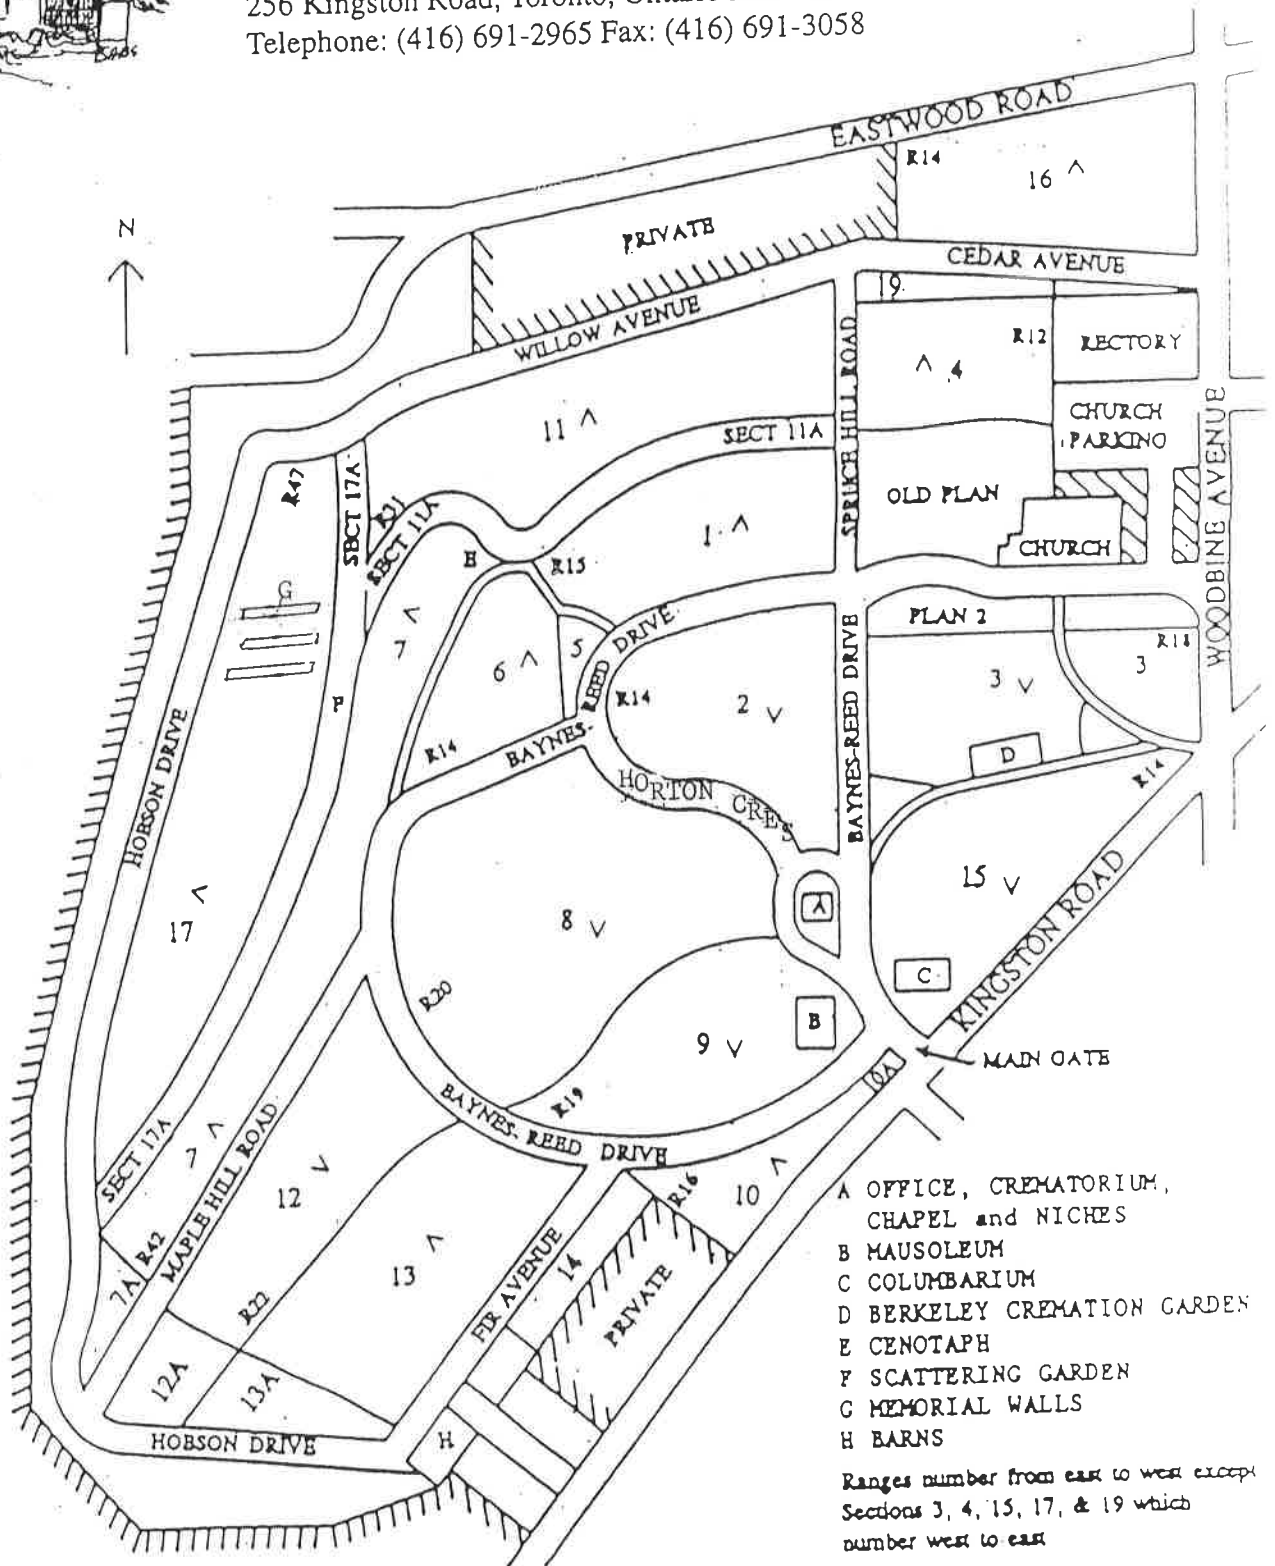 256 Kingston Road, Toronto,
Telephone: (416) 691-2965 Fax: (416) 691-3058
EASTWOOD ROAD
R14
16
N
PRIVATE
CEDAR AVENUE
19
WILLOW AVENUE
R12
RECTORY
SPRUCE HILL ROAD
4
CHURCH
PARKING
WOODBINE AVENUE
11
SECT 11A
R47
SECT 17A
R31
SECT 11A
OLD PLAN
1
CHURCH
E
R15
G
PLAN 2
R18
7
6
5
BAYNES-REED DRIVE
R14
2
BAYNES-REED DRIVE
3
3
F
R14
D
R14
HOBSON DRIVE
HORTON CRES
17
8
A
15
KINGSTON ROAD
R20
C
9
B
MAIN GATE
10A
R19
BAYNES-REED DRIVE
SECT 17A
7
MAPLE HILL ROAD
12
R16
10
R42
7A
13
FIR AVENUE
14
PRIVATE
R22
12A
13A
HOBSON DRIVE
H
A OFFICE, CREMATORIUM,
CHAPEL and NICHES
B MAUSOLEUM
C COLUMBARIUM
D BERKELEY CREMATION GARDEN
E CENOTAPH
F SCATTERING GARDEN
G MEMORIAL WALLS
H BARNS
Ranges number from east to west except
Sections 3, 4, 15, 17, & 19 which
number west to east